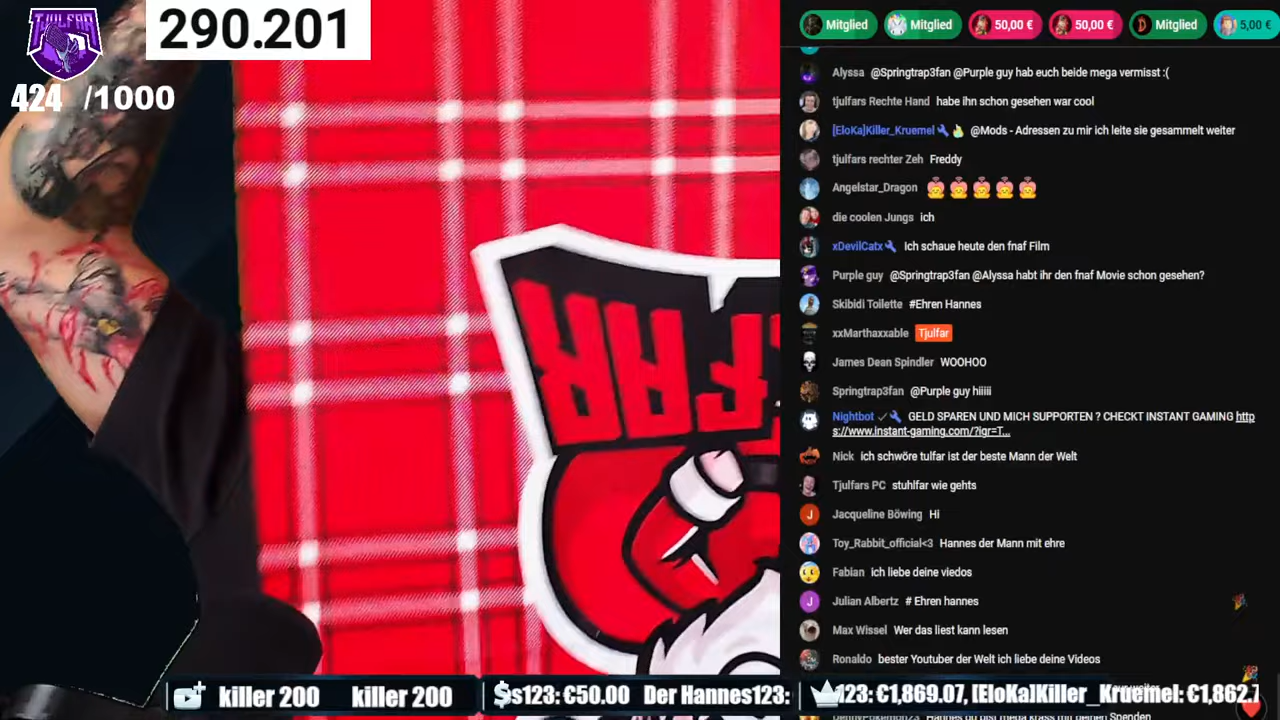 TJULFAR
290.201
424 /1000
Mitglied
Mitglied
50,00 €
50,00 €
Mitglied
5,00 €
Alyssa @Springtrap3fan @Purple guy hab euch beide mega vermisst :(
tjulfars Rechte Hand habe ihn schon gesehen war cool
[EloKa]Killer_Kruemel @Mods - Adressen zu mir ich leite sie gesammelt weiter
tjulfars rechter Zeh Freddy
Angelstar_Dragon
die coolen Jungs ich
xDevilCatx Ich schaue heute den fnaf Film
Purple guy @Springtrap3fan @Alyssa habt ihr den fnaf Movie schon gesehen?
Skibidi Toilette #Ehren Hannes
xxMarthaxxable Tjulfar
James Dean Spindler WOOHOO
Springtrap3fan @Purple guy hiiiii
Nightbot GELD SPAREN UND MICH SUPPORTEN ? CHECKT INSTANT GAMING http
s://www.instant-gaming.com/?igr=T...
Nick ich schwöre tulfar ist der beste Mann der Welt
Tjulfars PC stuhlfar wie gehts
Jacqueline Böwing Hi
Toy_Rabbit_official<3 Hannes der Mann mit ehre
Fabian ich liebe deine viedos
Julian Albertz # Ehren hannes
Max Wissel Wer das liest kann lesen
Ronaldo bester Youtuber der Welt ich liebe deine Videos
killer 200 killer 200
s123: €50.00 Der Hannes123:
123: €1,869.07, [EloKa]Killer_Kruemel: €1,862.7